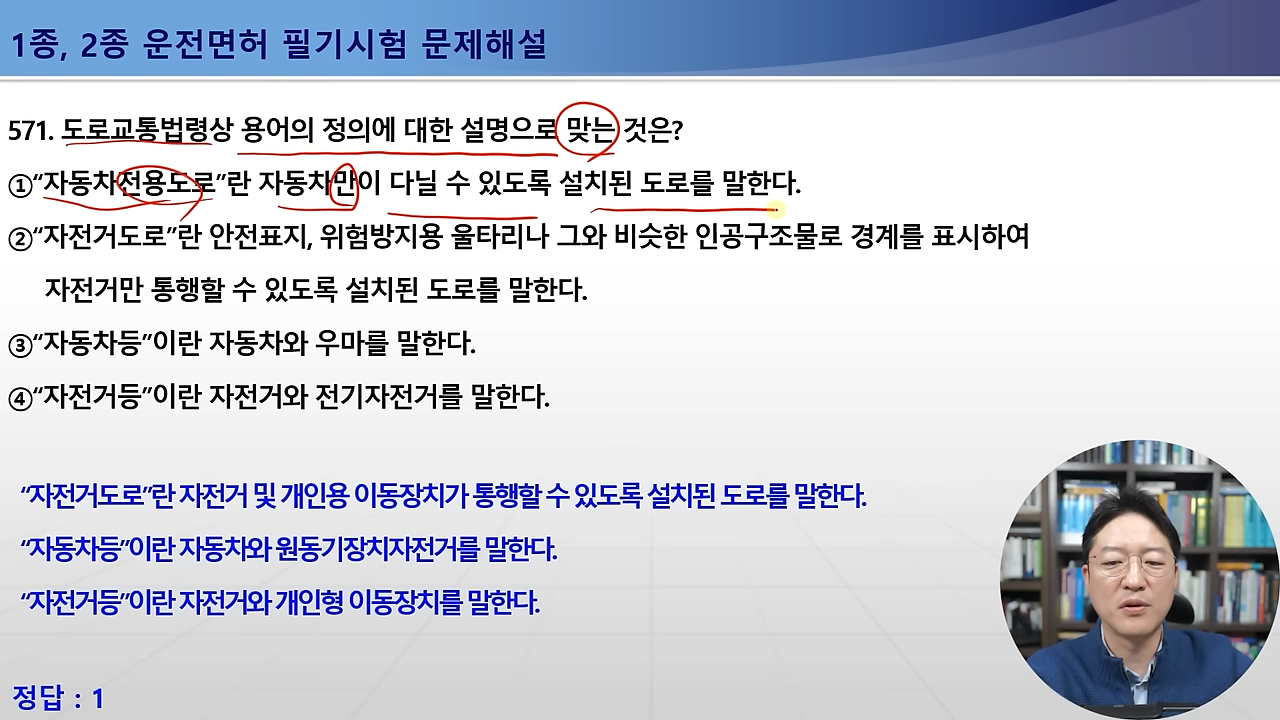 1종, 2종 운전면허 필기시험 문제해설
571. 도로교통법령상 용어의 정의에 대한 설명으로 맞는 것은?
①“자동차전용도로”란 자동차만이 다닐 수 있도록 설치된 도로를 말한다.
②“자전거도로”란 안전표지, 위험방지용 울타리나 그와 비슷한 인공구조물로 경계를 표시하여
자전거만 통행할 수 있도록 설치된 도로를 말한다.
③“자동차등”이란 자동차와 우마를 말한다.
④“자전거등”이란 자전거와 전기자전거를 말한다.
“자전거도로”란 자전거 및 개인용 이동장치가 통행할 수 있도록 설치된 도로를 말한다.
“자동차등”이란 자동차와 원동기장치자전거를 말한다.
“자전거등”이란 자전거와 개인형 이동장치를 말한다.
정답 : 1